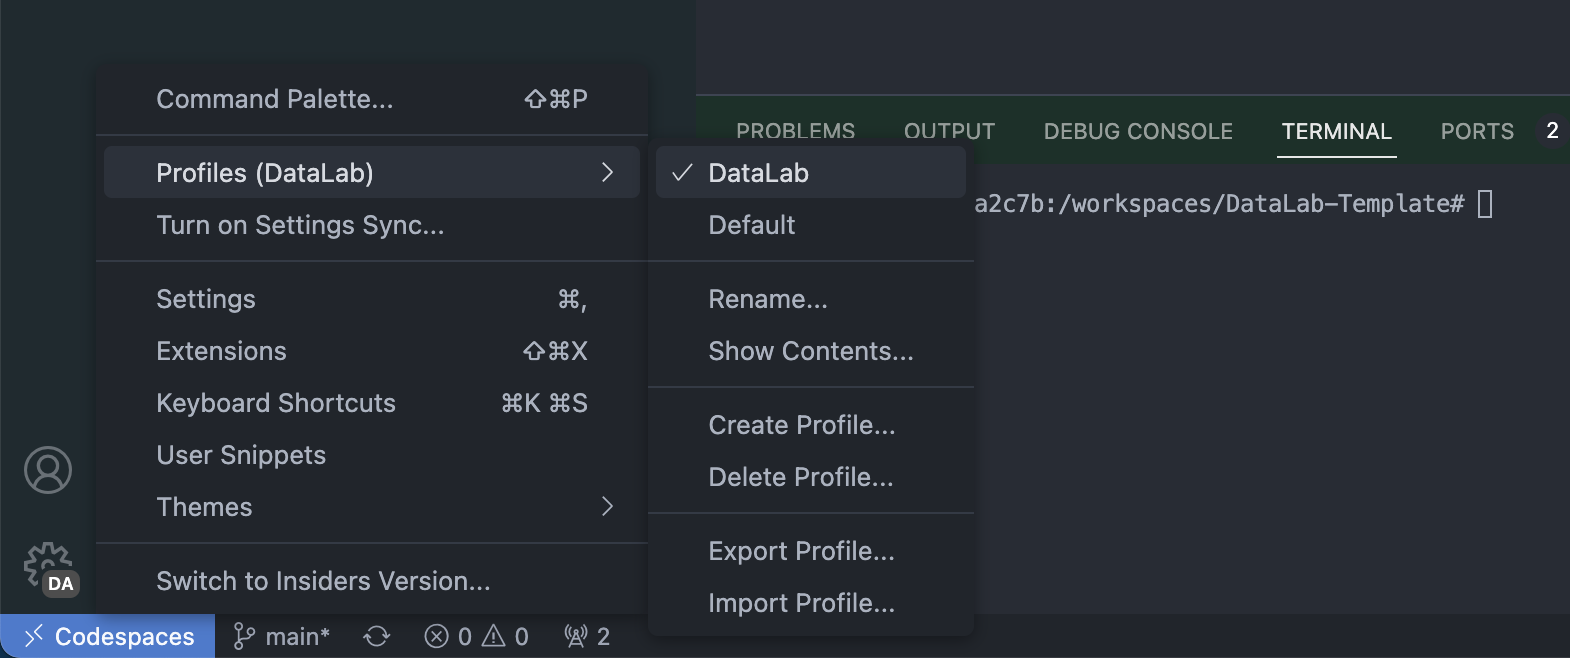 Command Palette... ⇧⌘P
Profiles (DataLab)
Turn on Settings Sync...
Settings ⌘,
Extensions ⇧⌘X
Keyboard Shortcuts ⌘K ⌘S
User Snippets
Themes
Switch to Insiders Version...
DataLab
Default
Rename...
Show Contents...
Create Profile...
Delete Profile...
Export Profile...
Import Profile...
PROBLEMS OUTPUT DEBUG CONSOLE TERMINAL PORTS 2
a2c7b:/workspaces/DataLab-Template#
DA
Codespaces main* 0 0 2